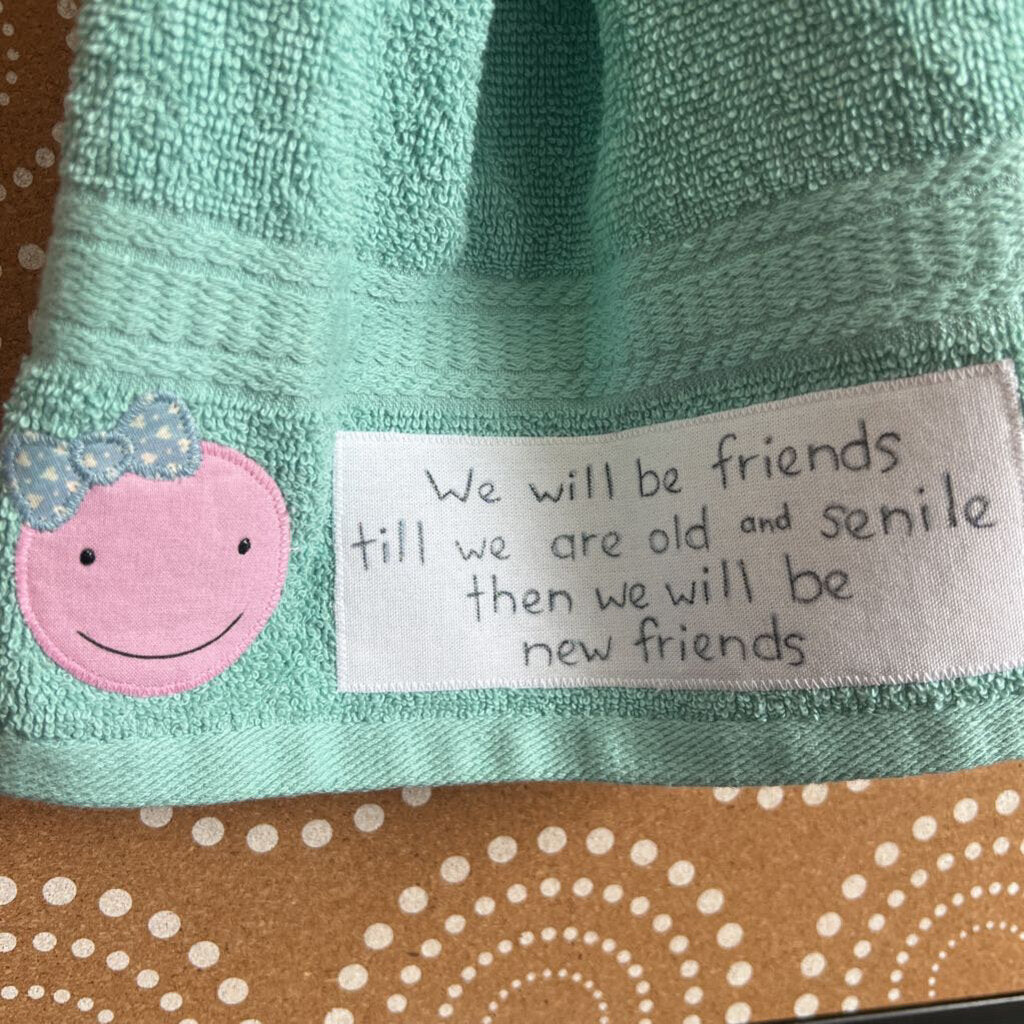 We will be friends
till we are old and senile
then we will be
new friends